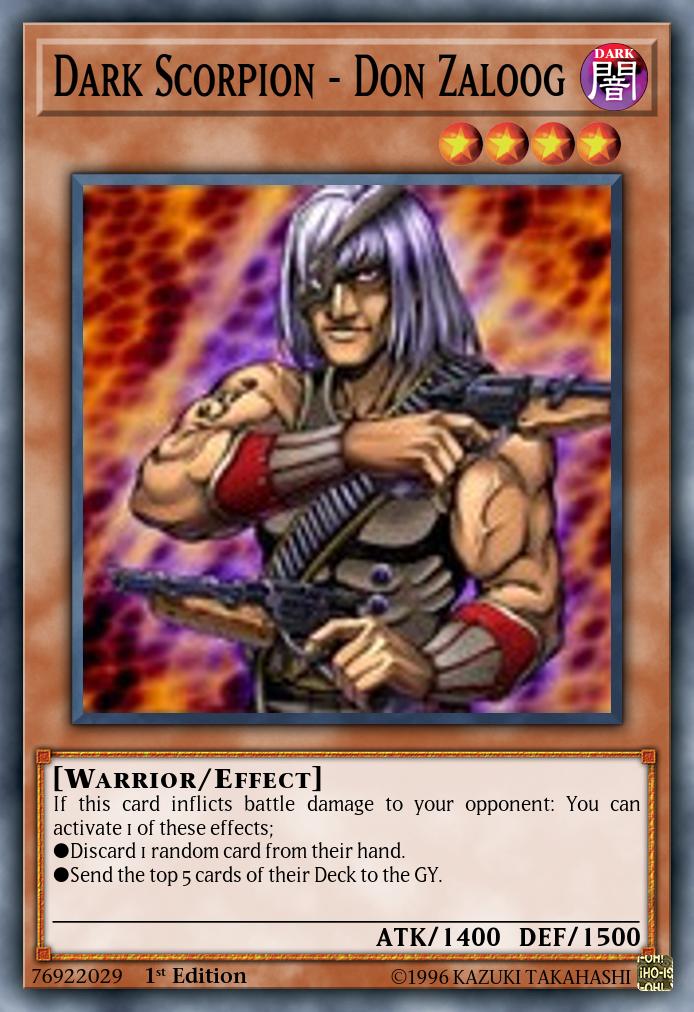 Dark Scorpion - Don Zaloog
DARK
闇
[Warrior/Effect]
If this card inflicts battle damage to your opponent: You can
activate 1 of these effects;
●Discard 1 random card from their hand.
●Send the top 5 cards of their Deck to the GY.
ATK/1400 DEF/1500
76922029 1st Edition ©1996 KAZUKI TAKAHASHI